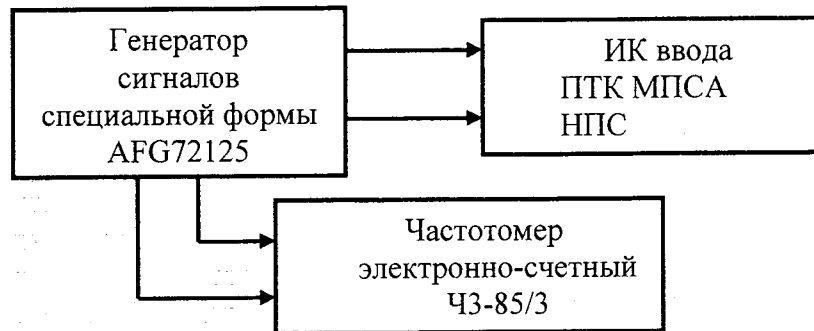 Генератор
сигналов
специальной формы
AFG72125
ИК ввода
ПТК МПСА
НПС
Частотомер
электронно-счетный
Ч3-85/3